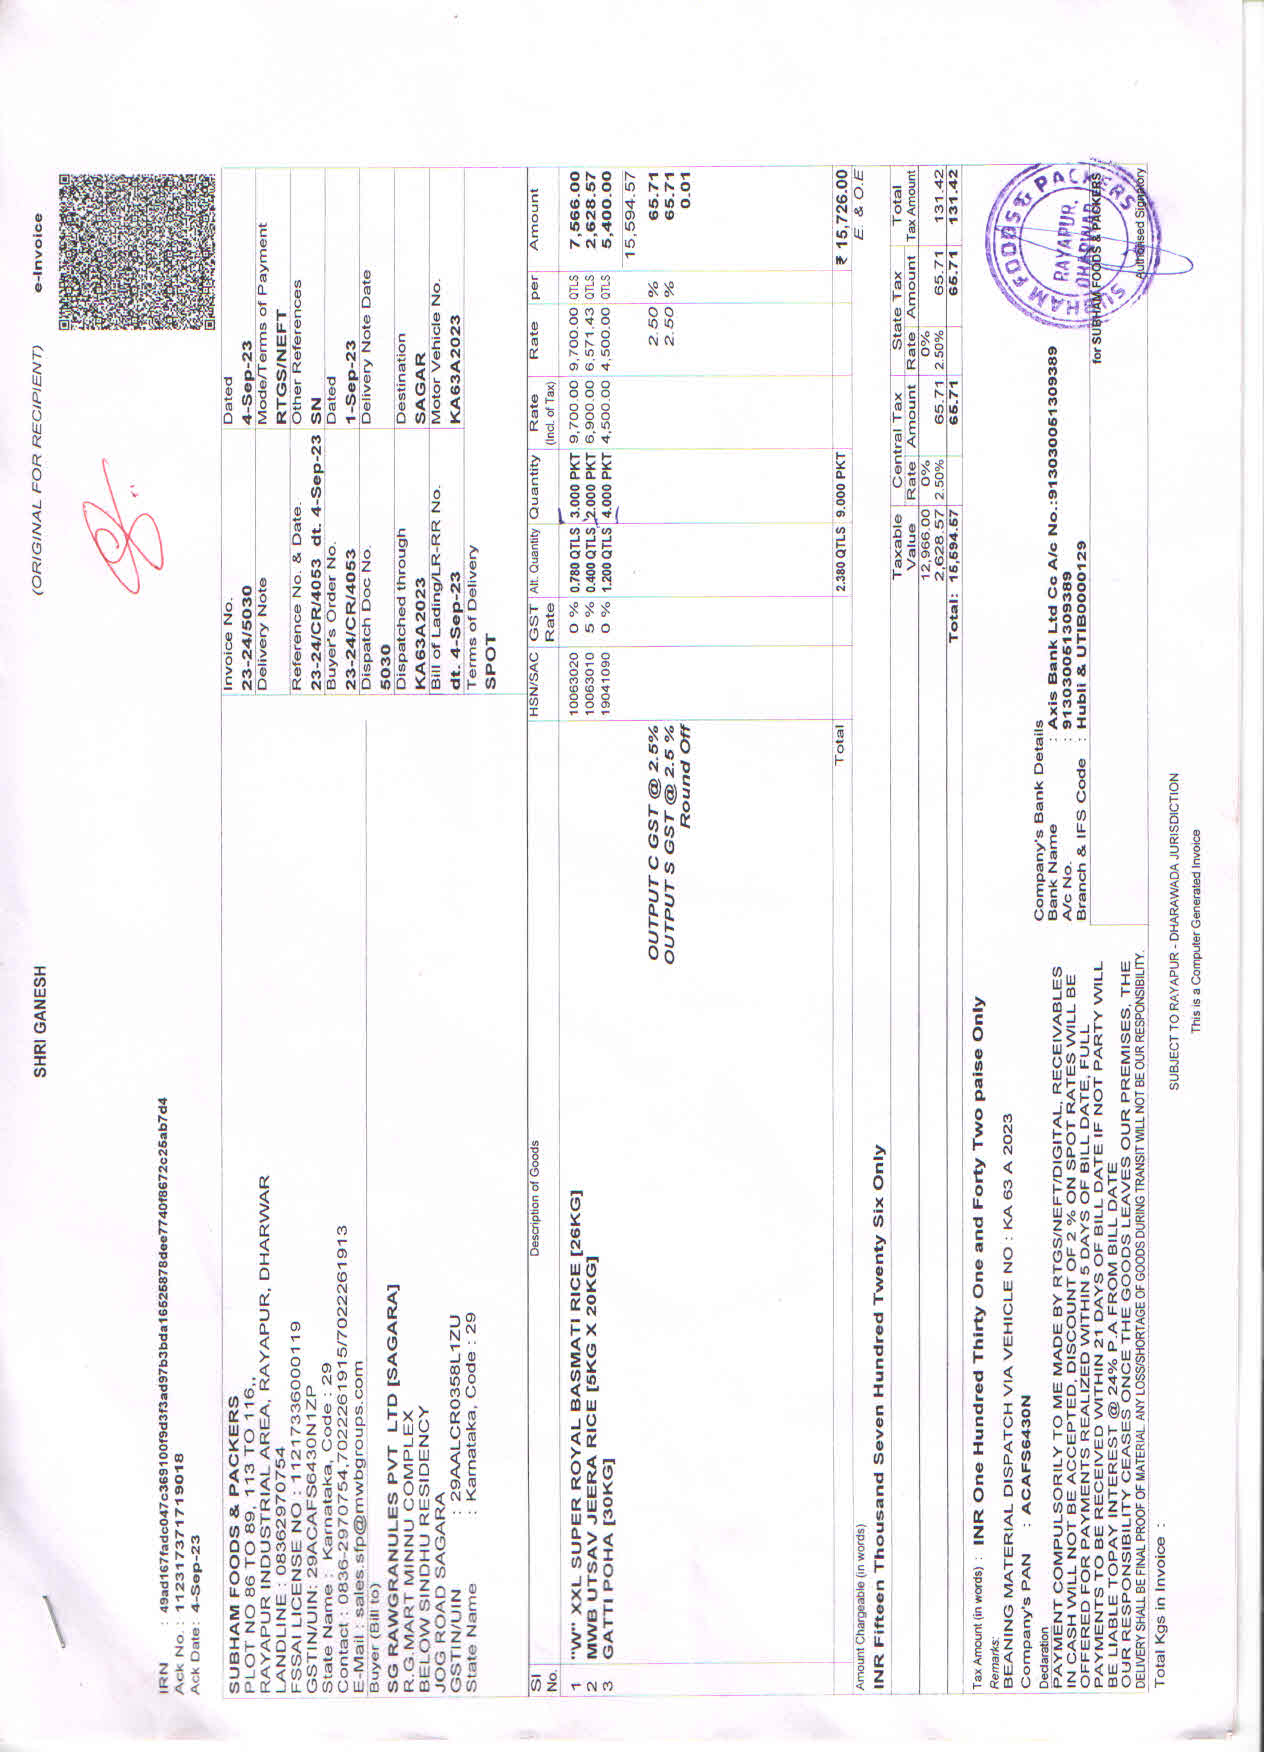 SHRI GANESH
(ORIGINAL FOR RECIPIENT) e-Invoice
IRN : 49ad167fadc047c369100f9d3f3ad97b3bda16525878dee7740f8672c25ab7d4
Ack No. : 112317371719018
Ack Date : 4-Sep-23
SUBHAM FOODS & PACKERS
PLOT NO 86 TO 89, 113 TO 116,,
RAYAPUR INDUSTRIAL AREA, RAYAPUR, DHARWAR
LANDLINE : 08362970754
FSSAI LICENSE NO : 11217336000119
GSTIN/UIN: 29ACAFS6430N1ZP
State Name : Karnataka, Code : 29
Contact : 0836-2970754,7022261915/7022261913
E-Mail : sales.sfp@mwbgroups.com
Buyer (Bill to)
SG RAWGRANULES PVT LTD [SAGARA]
R.G.MART MINNU COMPLEX
BELOW SINDHU RESIDENCY
JOG ROAD SAGARA
GSTIN/UIN : 29AALCR0358L1ZU
State Name : Karnataka, Code : 29
Invoice No. Dated
23-24/5030 4-Sep-23
Delivery Note Mode/Terms of Payment
RTGS/NEFT
Reference No. & Date. Other References
23-24/CR/4053 dt. 4-Sep-23 SN
Buyer's Order No. Dated
23-24/CR/4053 1-Sep-23
Dispatch Doc No. Delivery Note Date
5030
Dispatched through Destination
KA63A2023 SAGAR
Bill of Lading/LR-RR No. Motor Vehicle No.
dt. 4-Sep-23 KA63A2023
Terms of Delivery
SPOT
Sl No. Description of Goods HSN/SAC GST Rate Alt. Quantity Quantity Rate (Incl. of Tax) Rate per Amount
1 "W" XXL SUPER ROYAL BASMATI RICE [26KG] 10063020 0 % 0.780 QTLS 3.000 PKT 9,700.00 9,700.00 QTLS 7,566.00
2 MWB UTSAV JEERA RICE [5KG X 20KG] 10063010 5 % 0.400 QTLS 2.000 PKT 6,900.00 6,571.43 QTLS 2,628.57
3 GATTI POHA [30KG] 19041090 0 % 1.200 QTLS 4.000 PKT 4,500.00 4,500.00 QTLS 5,400.00
15,594.57
OUTPUT C GST @ 2.5% 2.50 % 65.71
OUTPUT S GST @ 2.5 % 2.50 % 65.71
Round Off 0.01
Total 2.380 QTLS 9.000 PKT ₹ 15,726.00
Amount Chargeable (in words) E. & O.E
INR Fifteen Thousand Seven Hundred Twenty Six Only
Taxable Value Central Tax State Tax Total
Rate Amount Rate Amount Tax Amount
12,966.00 0% 0%
2,628.57 2.50% 65.71 2.50% 65.71 131.42
Total: 15,594.57 65.71 65.71 131.42
Tax Amount (in words) : INR One Hundred Thirty One and Forty Two paise Only
Remarks:
BEANING MATERIAL DISPATCH VIA VEHICLE NO : KA 63 A 2023
Company's PAN : ACAFS6430N
Declaration
PAYMENT COMPULSORILY TO ME MADE BY RTGS/NEFT/DIGITAL, RECEIVABLES
IN CASH WILL NOT BE ACCEPTED, DISCOUNT OF 2 % ON SPOT RATES WILL BE
OFFERED FOR PAYMENTS REALIZED WITHIN 5 DAYS OF BILL DATE, FULL
PAYMENTS TO BE RECEIVED WITHIN 21 DAYS OF BILL DATE IF NOT PARTY WILL
BE LIABLE TOPAY INTEREST @ 24% P.A FROM BILL DATE
OUR RESPONSIBILITY CEASES ONCE THE GOODS LEAVES OUR PREMISES, THE
DELIVERY SHALL BE FINAL PROOF OF MATERIAL. ANY LOSS/SHORTAGE OF GOODS DURING TRANSIT WILL NOT BE OUR RESPONSIBILITY.
Company's Bank Details
Bank Name : Axis Bank Ltd Cc A/c No.:913030051309389
A/c No. : 913030051309389
Branch & IFS Code : Hubli & UTIB0000129
for SUBHAM FOODS & PACKERS
Authorised Signatory
SUBHAM FOODS & PACKERS
RAYAPUR,
DHARWAR
Total Kgs in Invoice :
SUBJECT TO RAYAPUR - DHARAWADA JURISDICTION
This is a Computer Generated Invoice